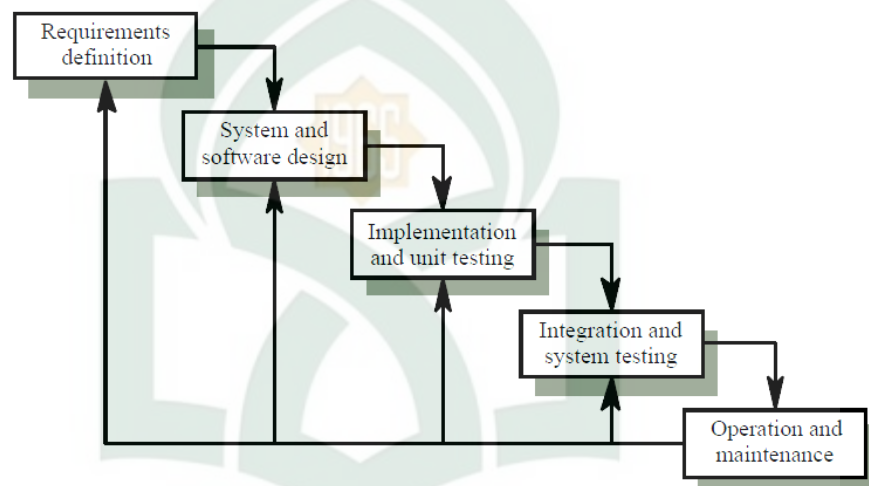 Requirements
definition
System and
software design
Implementation
and unit testing
Integration and
system testing
Operation and
maintenance